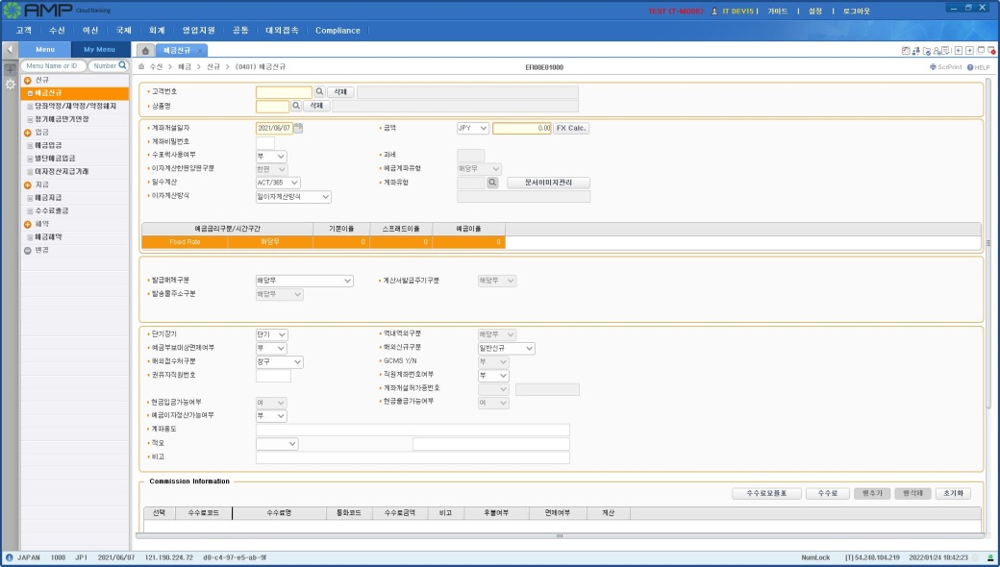 AMP Cloud Banking
TEST (T-MODE) IT DEV15 | 가이드 | 설정 | 로그아웃
고객 수신 여신 국제 회계 영업지원 공통 대외접속 Compliance
Menu My Menu 예금신규
Menu Name or ID Number 수신 > 예금 > 신규 > (0401) 예금신규 EFI00E01000 ScrPrint HELP
신규
예금신규
당좌약정/재약정/약정해지
정기예금만기연장
입금
예금입금
별단예금입금
이자정산지급거래
지급
예금지급
수수료출금
해약
예금해약
변경
고객번호 삭제
상품명 삭제
계좌개설일자 2021/06/07 금액 JPY 0.00 FX Calc.
계좌비밀번호
수표책사용여부 부 과세
이자계산한편양편구분 한편 예금계좌유형 해당무
일수계산 ACT/365 계좌유형 문서이미지관리
이자계산방식 일이자계산방식
예금금리구분/시간구간 기본이율 스프레드이율 예금이율
Fixed Rate 해당무 0 0 0
발급매체구분 해당무 계산서발급주기구분 해당무
발송물주소구분 해당무
단기장기 단기 역내역외구분 해당무
예금부보대상면제여부 부 해외신규구분 일반신규
해외접수처구분 창구 GCMS Y/N 부
권유자직원번호 직원계좌번호여부 부
계좌개설허가증번호
현금입금가능여부 여 현금출금가능여부 여
예금이자정산가능여부 부
계좌용도
적요
비고
Commission Information
수수료모듈표 수수료 행추가 행삭제 초기화
선택 수수료코드 수수료명 통화코드 수수료금액 비고 후불여부 면제여부 계산
JAPAN 1000 JP1 2021/06/07 121.190.224.72 d8-c4-97-e5-ab-9f NumLock [T] 54.248.184.219 2022/01/24 18:42:23